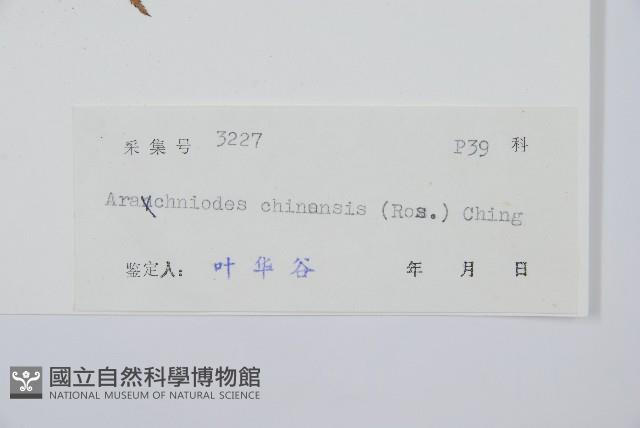 采集号 3227 P39 科
Arachniodes chinansis (Ros.) Ching
鉴定人: 叶华谷 年 月 日
國立自然科學博物館
NATIONAL MUSEUM OF NATURAL SCIENCE